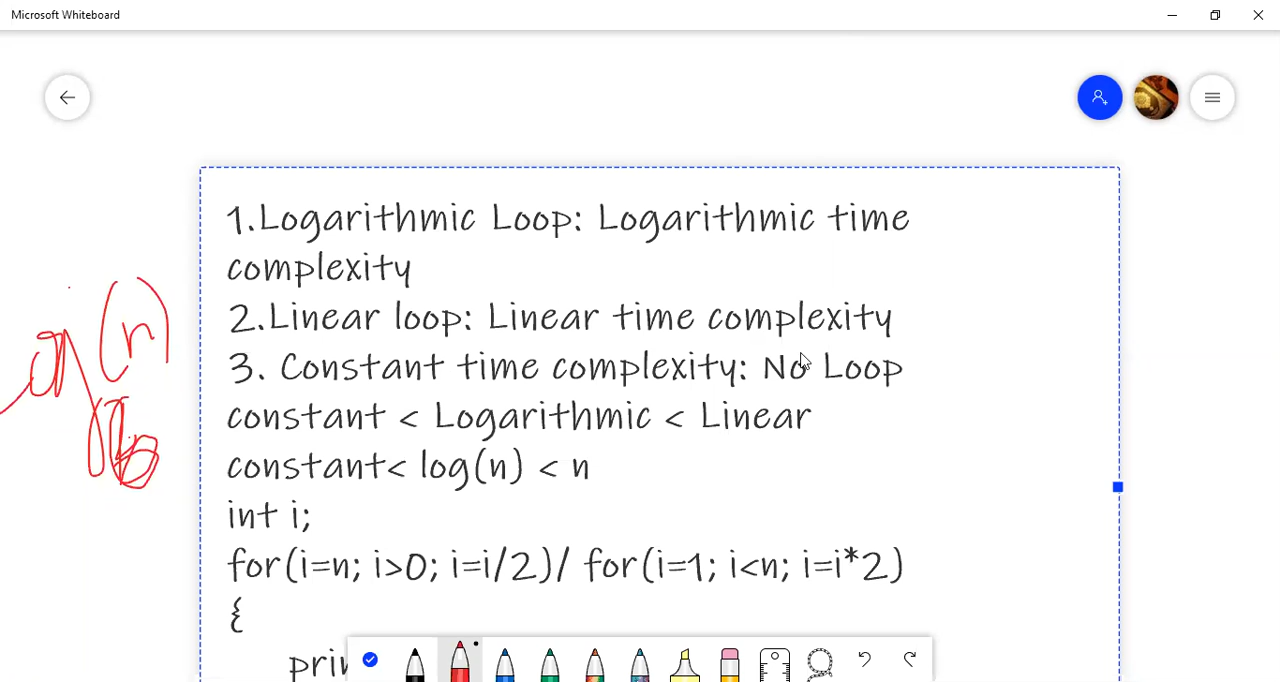 Microsoft Whiteboard
1.Logarithmic Loop: Logarithmic time
complexity
2.Linear loop: Linear time complexity
3. Constant time complexity: No Loop
constant < Logarithmic < Linear
constant< log(n) < n
int i;
for(i=n; i>0; i=i/2)/ for(i=1; i<n; i=i*2)
{
(n)